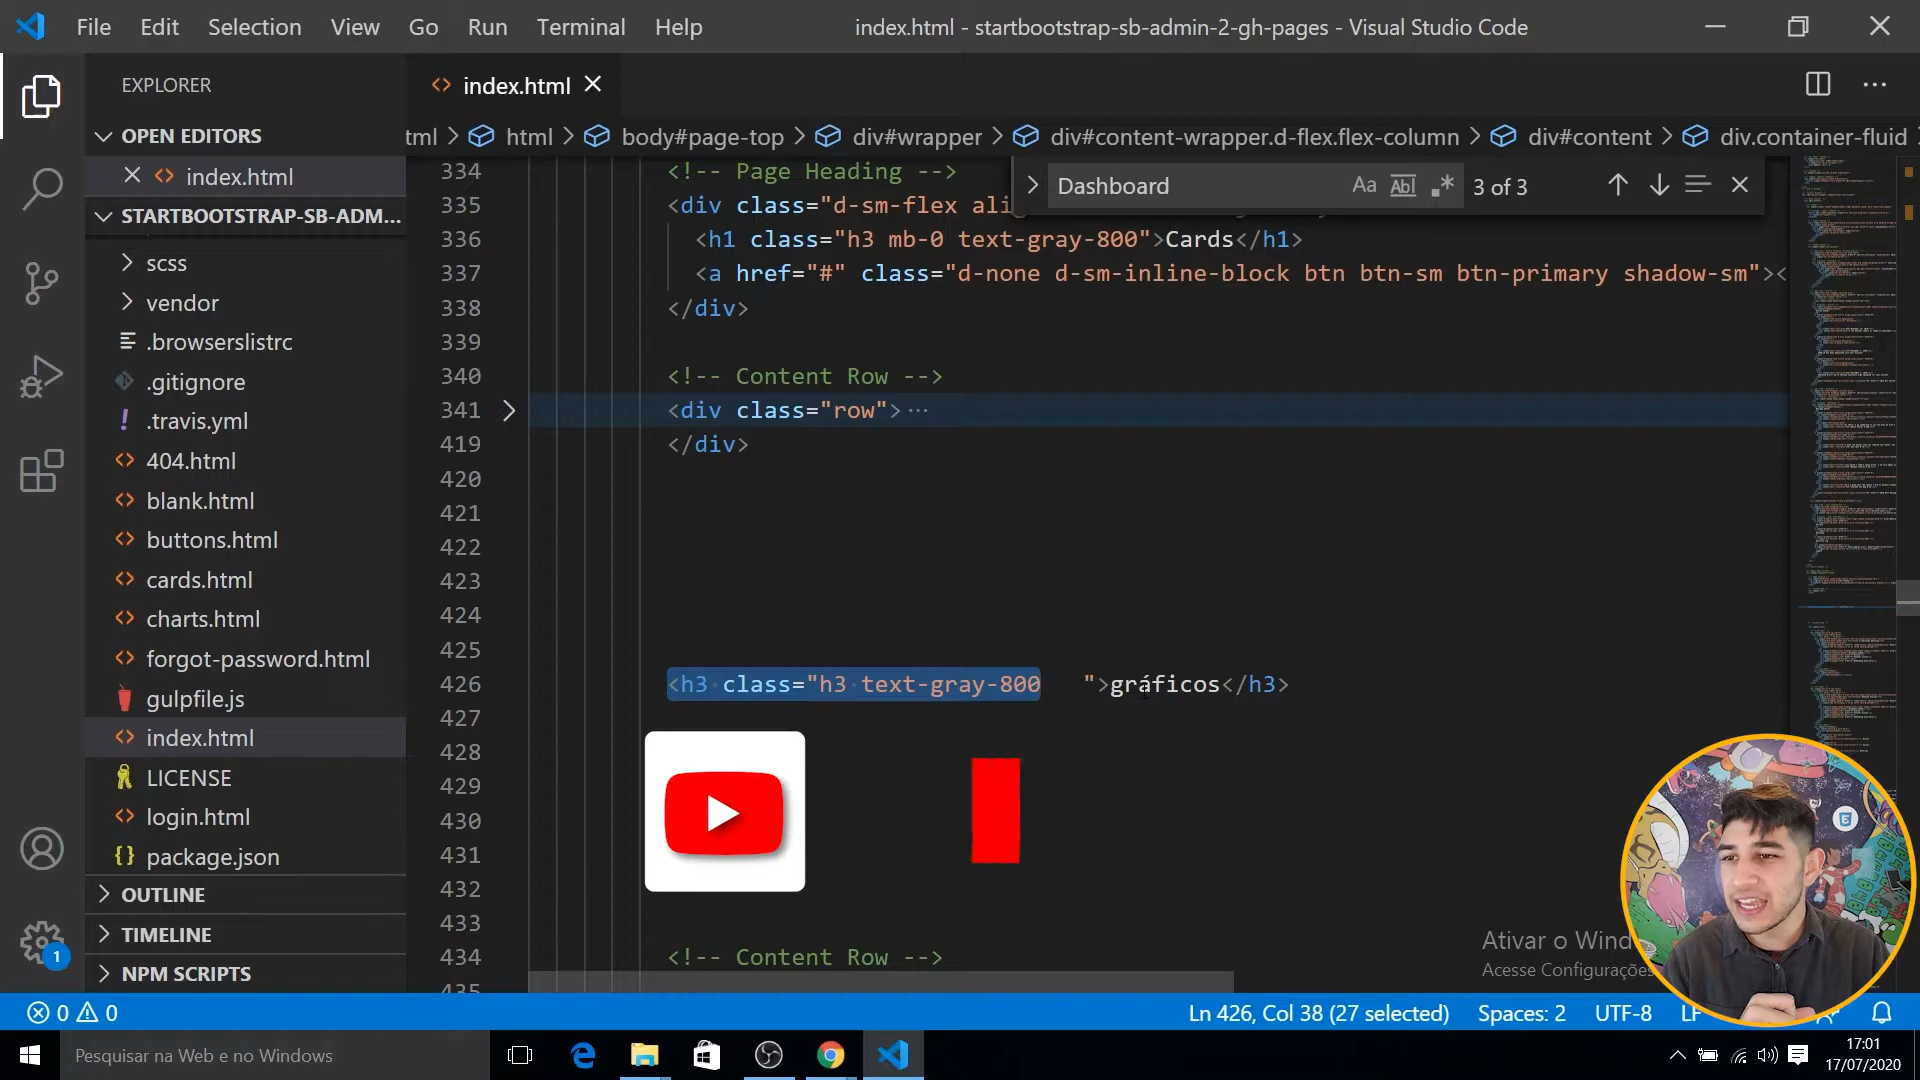 File Edit Selection View Go Run Terminal Help
index.html - startbootstrap-sb-admin-2-gh-pages - Visual Studio Code
EXPLORER
index.html
OPEN EDITORS
index.html
STARTBOOTSTRAP-SB-ADM...
scss
vendor
.browserslistrc
.gitignore
.travis.yml
404.html
blank.html
buttons.html
cards.html
charts.html
forgot-password.html
gulpfile.js
index.html
LICENSE
login.html
package.json
OUTLINE
TIMELINE
NPM SCRIPTS
1
tml > html > body#page-top > div#wrapper > div#content-wrapper.d-flex.flex-column > div#content > div.container-fluid
Dashboard Aa Abl .* 3 of 3
334 <!-- Page Heading -->
335 <div class="d-sm-flex ali
336 <h1 class="h3 mb-0 text-gray-800">Cards</h1>
337 <a href="#" class="d-none d-sm-inline-block btn btn-sm btn-primary shadow-sm"><
338 </div>
339
340 <!-- Content Row -->
341 <div class="row"> ...
419 </div>
420
421
422
423
424
425
426 <h3 class="h3 text-gray-800 ">gráficos</h3>
427
428
429
430
431
432
433
434 <!-- Content Row -->
435
Ativar o Wind
Acesse Configurações
0 0
Ln 426, Col 38 (27 selected) Spaces: 2 UTF-8 LF
Pesquisar na Web e no Windows
17:01
17/07/2020